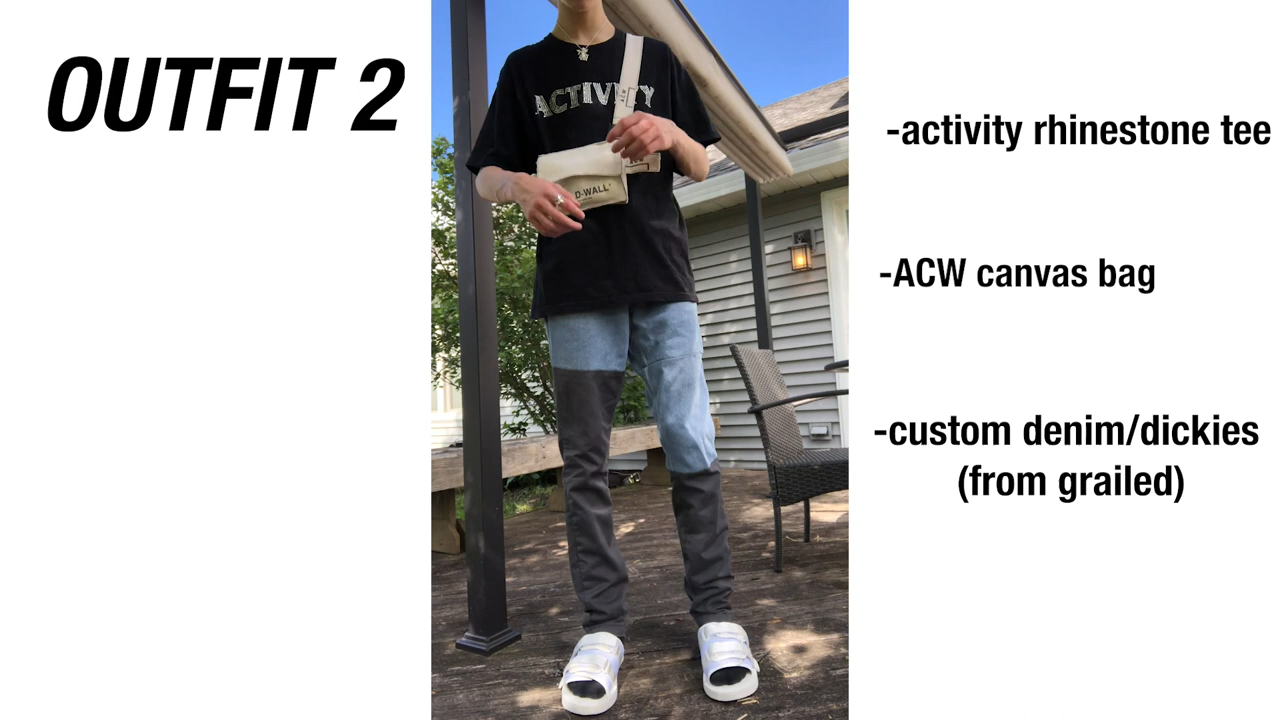 OUTFIT 2
-activity rhinestone tee
-ACW canvas bag
-custom denim/dickies
(from grailed)
ACTIVITY
D-WALL*